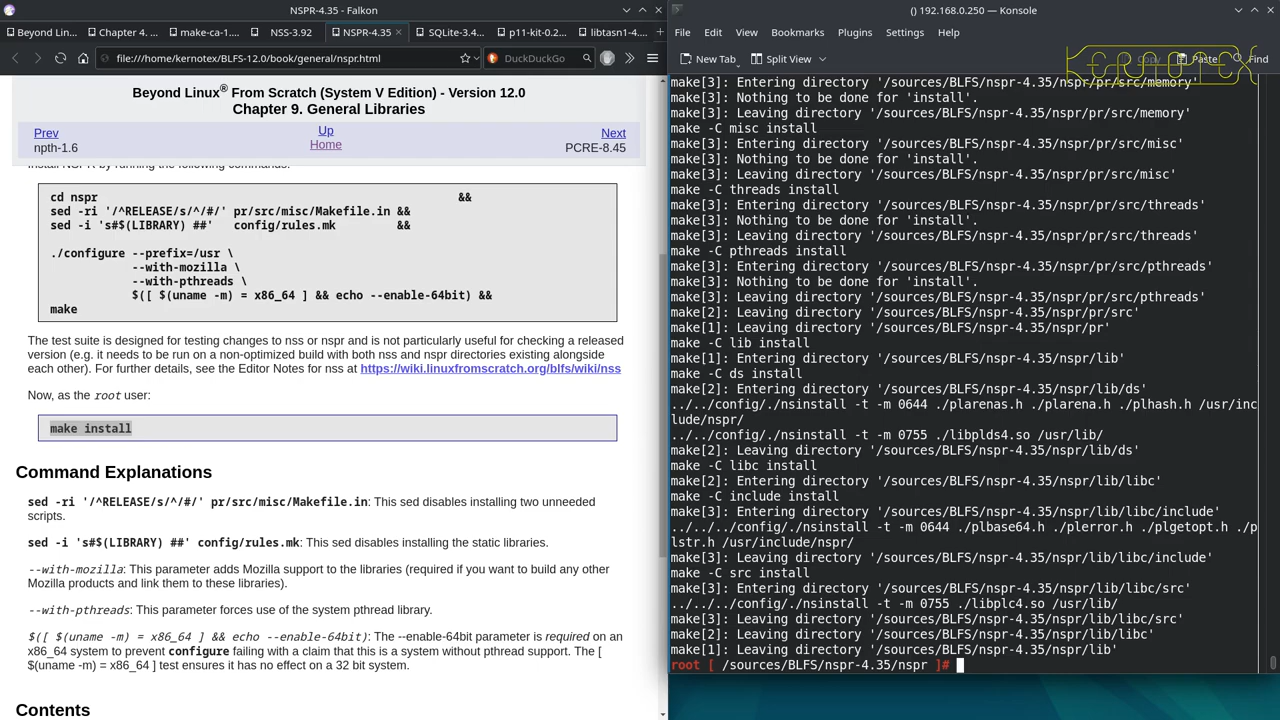 NSPR-4.35 - Falkon
Beyond Lin...
Chapter 4. ...
make-ca-1....
NSS-3.92
NSPR-4.35
SQLite-3.4...
p11-kit-0.2...
libtasn1-4....
file:///home/kernotex/BLFS-12.0/book/general/nspr.html
DuckDuckGo
Beyond Linux® From Scratch (System V Edition) - Version 12.0
Chapter 9. General Libraries
Prev
Up
Next
npth-1.6
Home
PCRE-8.45
Install NSPR by running the following commands:
cd nspr &&
sed -ri '/^RELEASE/s/^/#/' pr/src/misc/Makefile.in &&
sed -i 's#$(LIBRARY) ##' config/rules.mk &&
./configure --prefix=/usr \
--with-mozilla \
--with-pthreads \
$([ $(uname -m) = x86_64 ] && echo --enable-64bit) &&
make
The test suite is designed for testing changes to nss or nspr and is not particularly useful for checking a released
version (e.g. it needs to be run on a non-optimized build with both nss and nspr directories existing alongside
each other). For further details, see the Editor Notes for nss at https://wiki.linuxfromscratch.org/blfs/wiki/nss
Now, as the root user:
make install
Command Explanations
sed -ri '/^RELEASE/s/^/#/' pr/src/misc/Makefile.in: This sed disables installing two unneeded
scripts.
sed -i 's#$(LIBRARY) ##' config/rules.mk: This sed disables installing the static libraries.
--with-mozilla: This parameter adds Mozilla support to the libraries (required if you want to build any other
Mozilla products and link them to these libraries).
--with-pthreads: This parameter forces use of the system pthread library.
$([ $(uname -m) = x86_64 ] && echo --enable-64bit): The --enable-64bit parameter is required on an
x86_64 system to prevent configure failing with a claim that this is a system without pthread support. The [
$(uname -m) = x86_64 ] test ensures it has no effect on a 32 bit system.
Contents
() 192.168.0.250 — Konsole
File Edit View Bookmarks Plugins Settings Help
New Tab
Split View
Copy
Paste
Find
KERNOTEX
make[3]: Entering directory '/sources/BLFS/nspr-4.35/nspr/pr/src/memory'
make[3]: Nothing to be done for 'install'.
make[3]: Leaving directory '/sources/BLFS/nspr-4.35/nspr/pr/src/memory'
make -C misc install
make[3]: Entering directory '/sources/BLFS/nspr-4.35/nspr/pr/src/misc'
make[3]: Nothing to be done for 'install'.
make[3]: Leaving directory '/sources/BLFS/nspr-4.35/nspr/pr/src/misc'
make -C threads install
make[3]: Entering directory '/sources/BLFS/nspr-4.35/nspr/pr/src/threads'
make[3]: Nothing to be done for 'install'.
make[3]: Leaving directory '/sources/BLFS/nspr-4.35/nspr/pr/src/threads'
make -C pthreads install
make[3]: Entering directory '/sources/BLFS/nspr-4.35/nspr/pr/src/pthreads'
make[3]: Nothing to be done for 'install'.
make[3]: Leaving directory '/sources/BLFS/nspr-4.35/nspr/pr/src/pthreads'
make[2]: Leaving directory '/sources/BLFS/nspr-4.35/nspr/pr/src'
make[1]: Leaving directory '/sources/BLFS/nspr-4.35/nspr/pr'
make -C lib install
make[1]: Entering directory '/sources/BLFS/nspr-4.35/nspr/lib'
make -C ds install
make[2]: Entering directory '/sources/BLFS/nspr-4.35/nspr/lib/ds'
../../config/./nsinstall -t -m 0644 ./plarenas.h ./plarena.h ./plhash.h /usr/inc
lude/nspr/
../../config/./nsinstall -t -m 0755 ./libplds4.so /usr/lib/
make[2]: Leaving directory '/sources/BLFS/nspr-4.35/nspr/lib/ds'
make -C libc install
make[2]: Entering directory '/sources/BLFS/nspr-4.35/nspr/lib/libc'
make -C include install
make[3]: Entering directory '/sources/BLFS/nspr-4.35/nspr/lib/libc/include'
../../../config/./nsinstall -t -m 0644 ./plbase64.h ./plerror.h ./plgetopt.h ./p
lstr.h /usr/include/nspr/
make[3]: Leaving directory '/sources/BLFS/nspr-4.35/nspr/lib/libc/include'
make -C src install
make[3]: Entering directory '/sources/BLFS/nspr-4.35/nspr/lib/libc/src'
../../../config/./nsinstall -t -m 0755 ./libplc4.so /usr/lib/
make[3]: Leaving directory '/sources/BLFS/nspr-4.35/nspr/lib/libc/src'
make[2]: Leaving directory '/sources/BLFS/nspr-4.35/nspr/lib/libc'
make[1]: Leaving directory '/sources/BLFS/nspr-4.35/nspr/lib'
root [ /sources/BLFS/nspr-4.35/nspr ]#